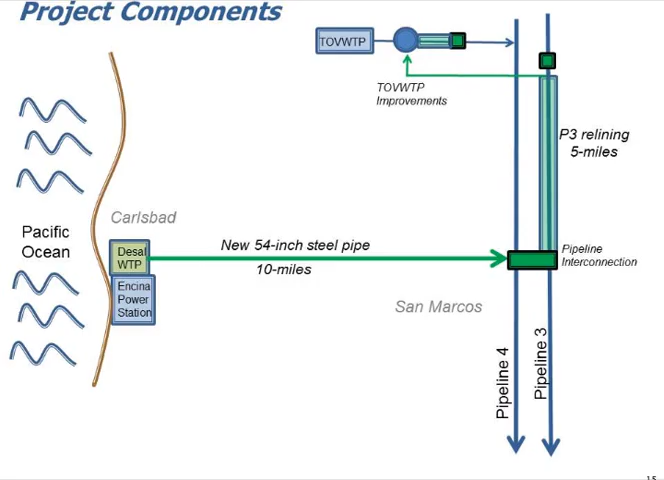 Project Components
TOVWTP
TOVWTP
Improvements
P3 relining
5-miles
Carlsbad
Pacific
Ocean
Desal
WTP
New 54-inch steel pipe
10-miles
Pipeline
Interconnection
Encina
Power
Station
San Marcos
Pipeline 4
Pipeline 3
15